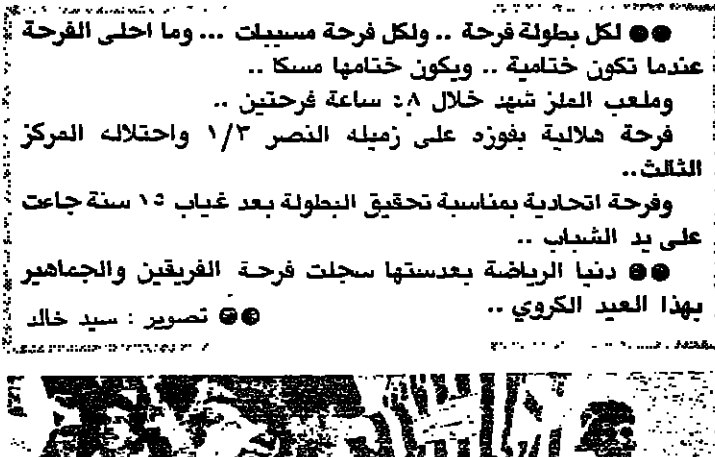 ●● لكل بطولة فرحة .. ولكل فرحة مسببات ... وما احلى الفرحة
عندما تكون ختامية .. ويكون ختامها مسكا ..
وملعب الملز شهد خلال ٤٨ ساعة فرحتين ..
فرحة هلالية بفوزه على زميله النصر ١/٣ واحتلاله المركز
الثالث..
وفرحة اتحادية بمناسبة تحقيق البطولة بعد غياب ١٥ سنة جاءت
على يد الشباب ..
●● دنيا الرياضة بعدستها سجلت فرحة الفريقين والجماهير
بهذا العيد الكروي ..
●● تصوير : سيد خالد